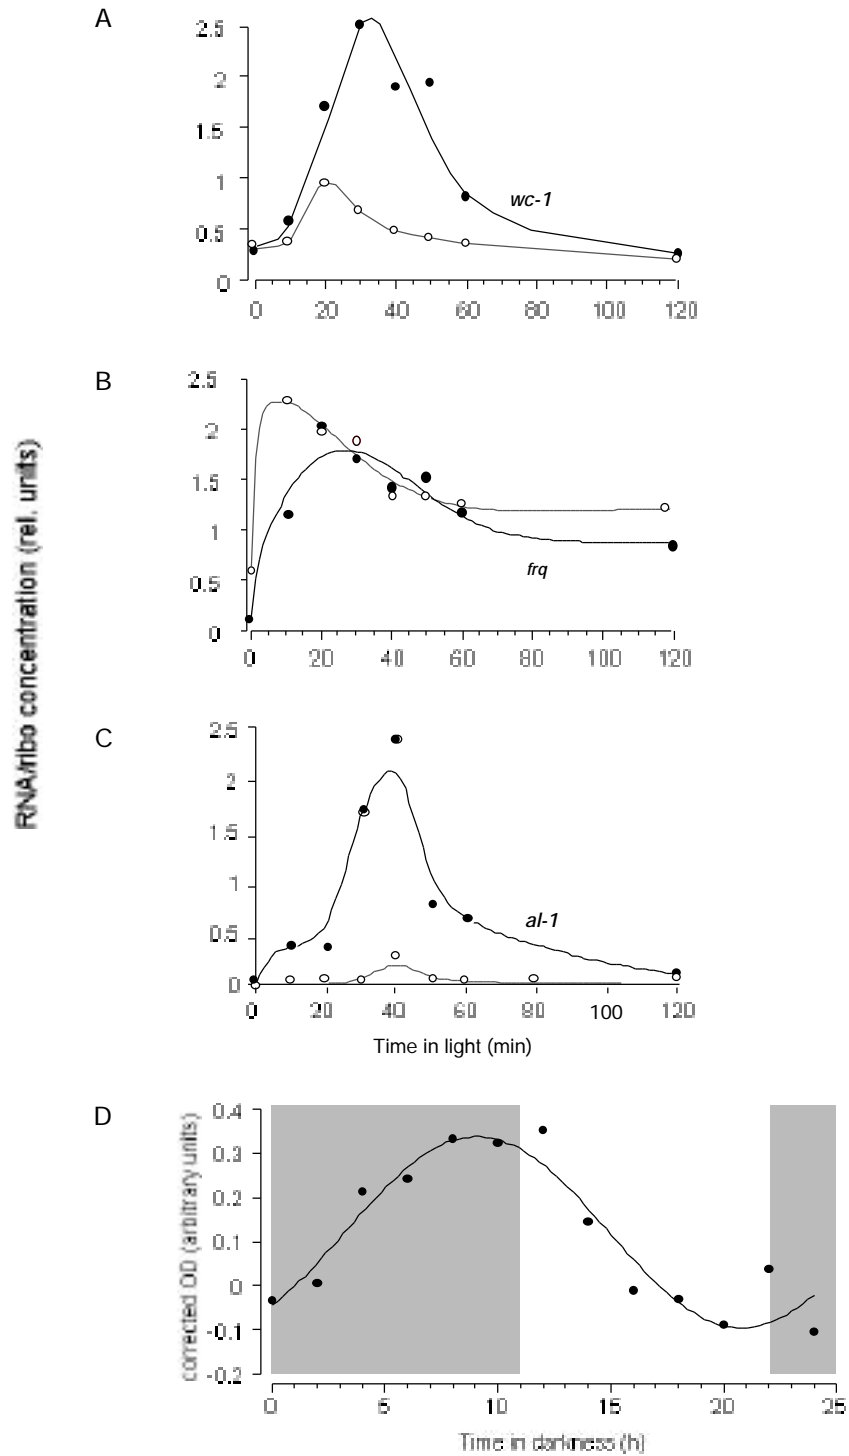 A
2.5
2
1.5
1
0.5
0
wc-1
0 20 40 60 80 100 120
B
2.5
2
1.5
1
0.5
0
frq
0 20 40 60 80 100 120
RNA/ribo concentration (rel. units)
C
2.5
2
1.5
1
0.5
0
al-1
0 20 40 60 80 100 120
Time in light (min)
D
corrected OD (arbitrary units)
0.4
0.3
0.2
0.1
0
-0.1
-0.2
0 5 10 15 20 25
Time in darkness (h)